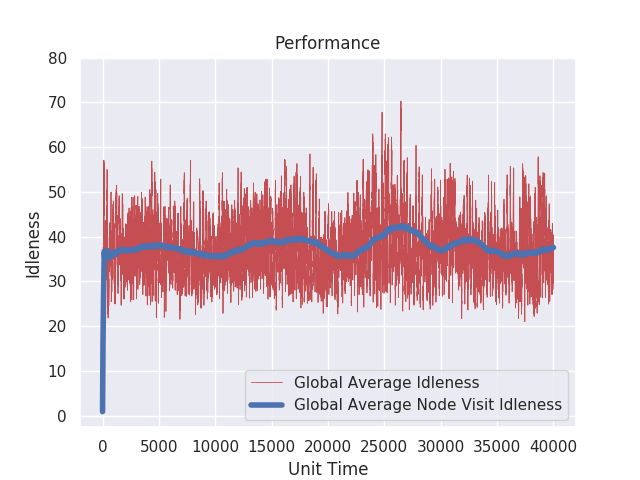 Performance
80
70
60
50
40
30
20
10
0
Idleness
0 5000 10000 15000 20000 25000 30000 35000 40000
Unit Time
Global Average Idleness
Global Average Node Visit Idleness